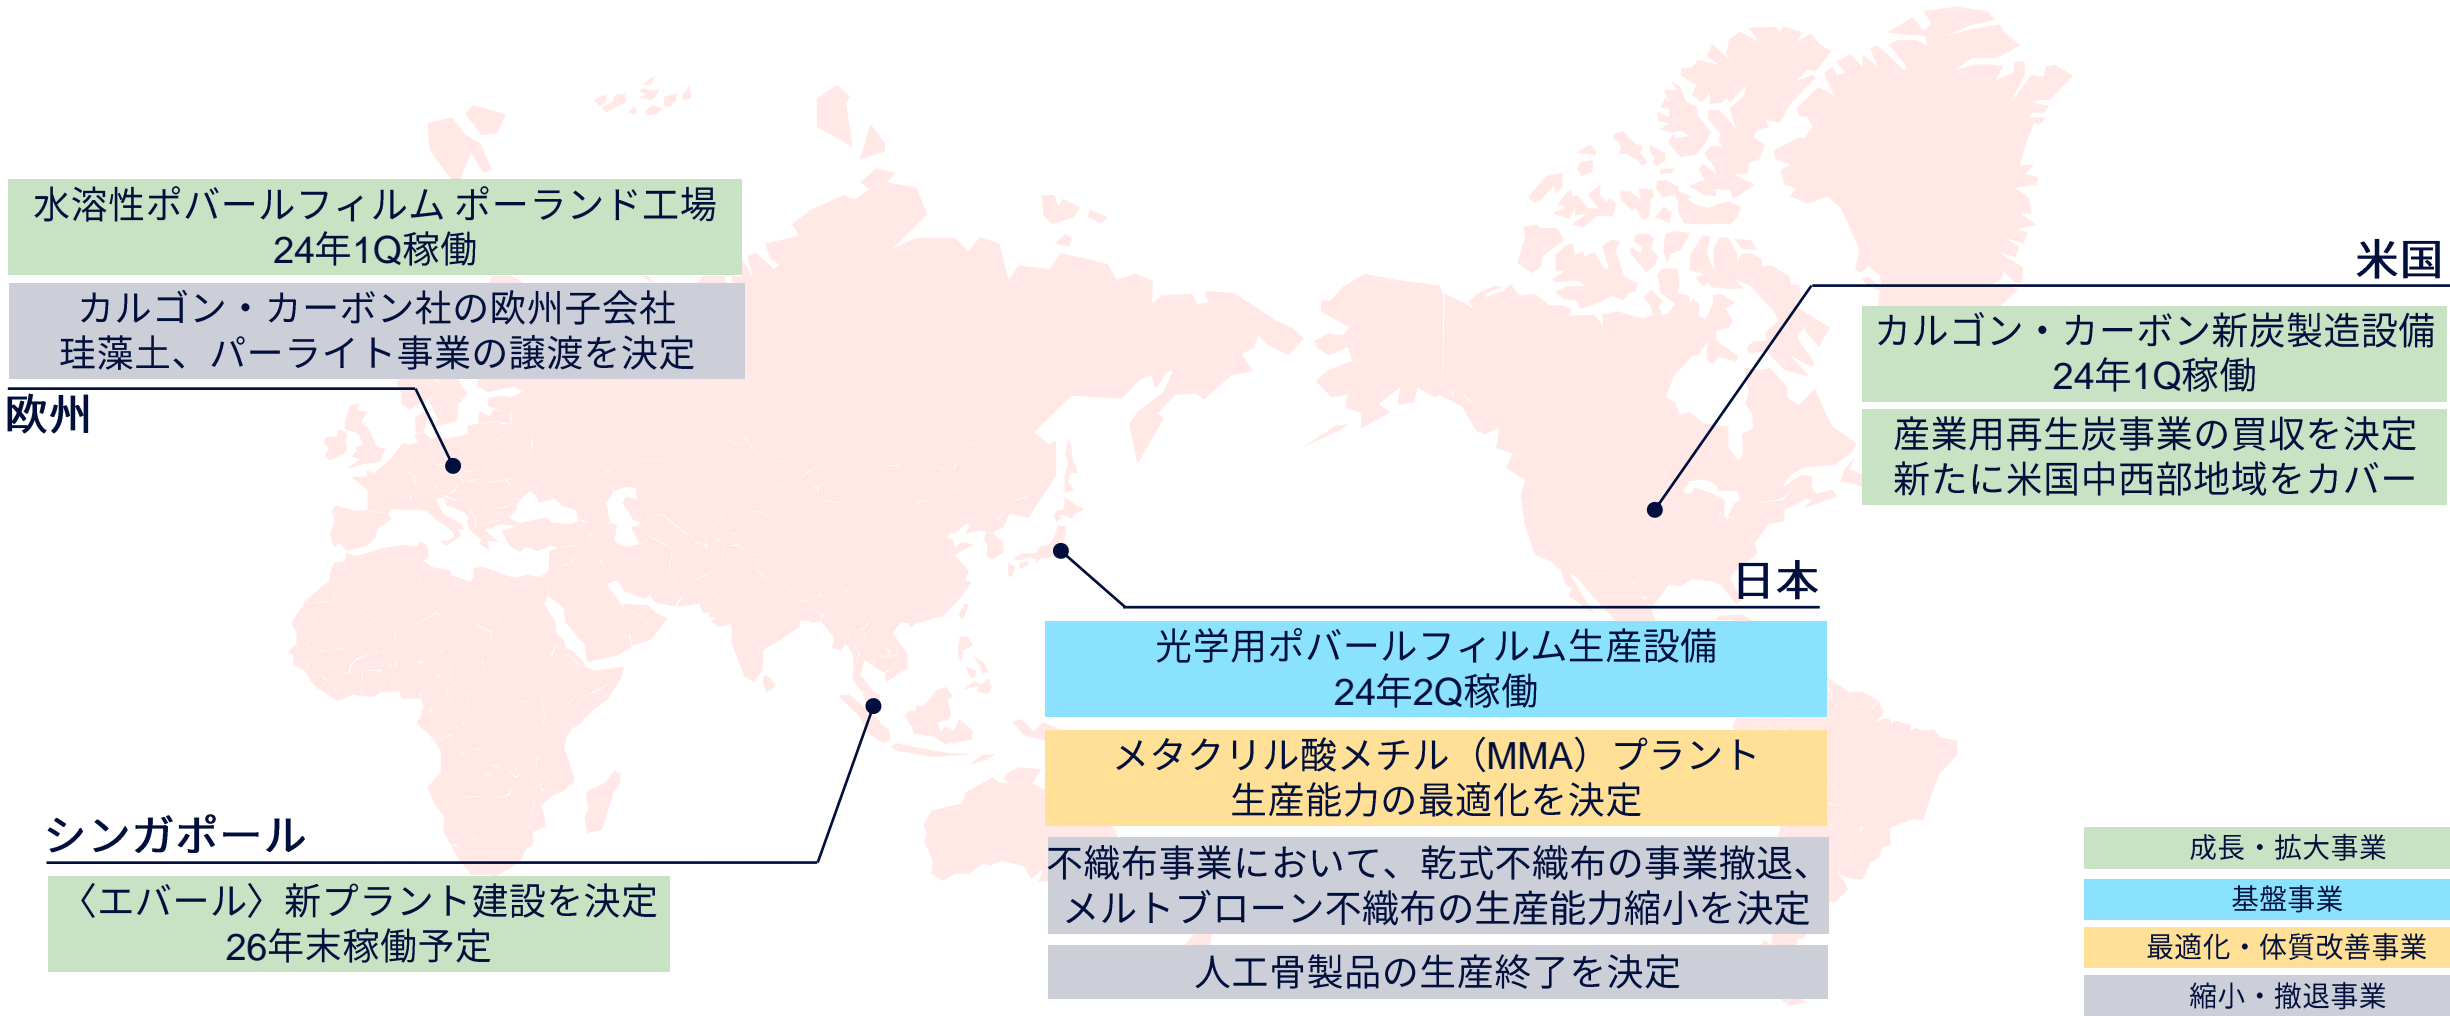 水溶性ポバールフィルム ポーランド工場
24年1Q稼働
カルゴン・カーボン社の欧州子会社
珪藻土、パーライト事業の譲渡を決定
欧州
米国
カルゴン・カーボン新炭製造設備
24年1Q稼働
産業用再生炭事業の買収を決定
新たに米国中西部地域をカバー
日本
光学用ポバールフィルム生産設備
24年2Q稼働
メタクリル酸メチル（MMA）プラント
生産能力の最適化を決定
不織布事業において、乾式不織布の事業撤退、
メルトブローン不織布の生産能力縮小を決定
人工骨製品の生産終了を決定
シンガポール
〈エバール〉新プラント建設を決定
26年末稼働予定
成長・拡大事業
基盤事業
最適化・体質改善事業
縮小・撤退事業